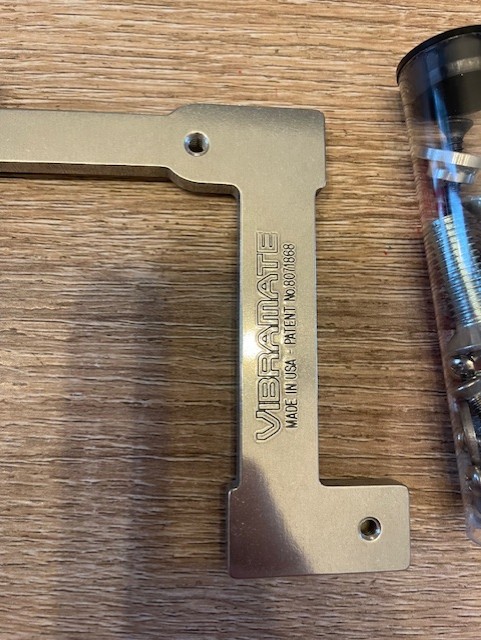 VIBRAMATE
MADE IN USA - PATENT No.8071868